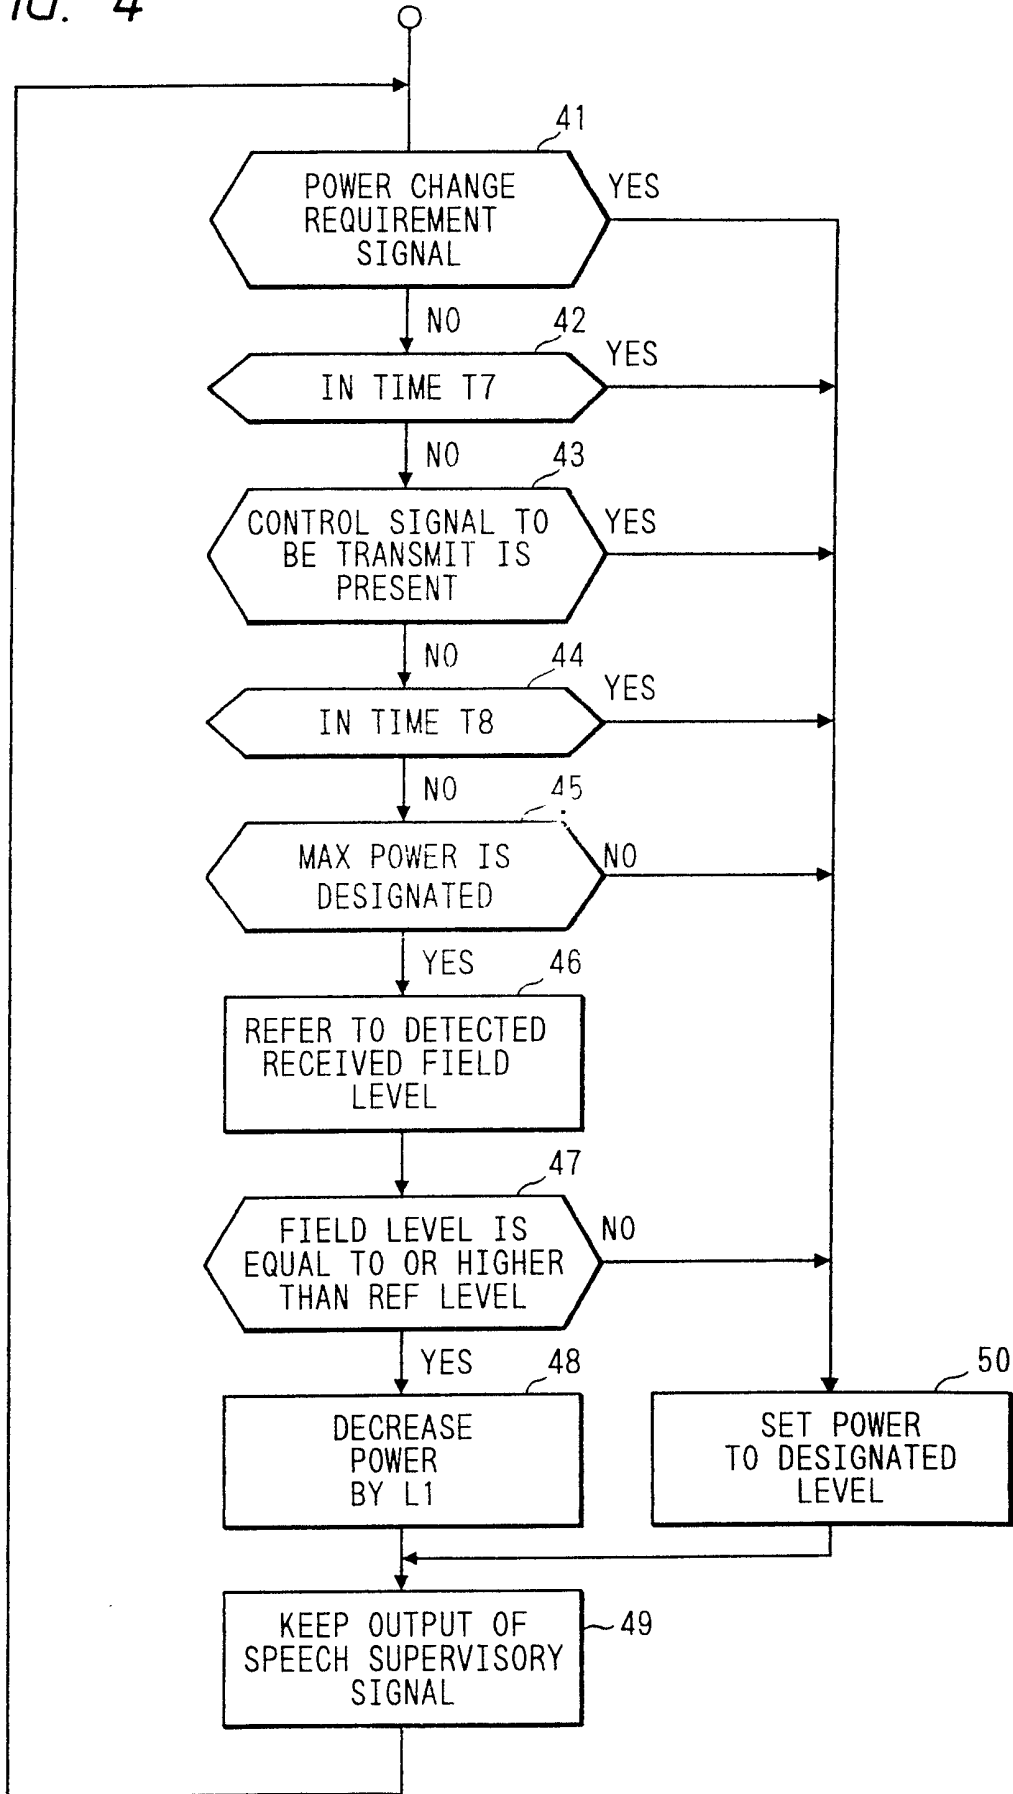 FIG. 4
41
POWER CHANGE
REQUIREMENT
SIGNAL
YES
NO
42
IN TIME T7
YES
NO
43
CONTROL SIGNAL TO
BE TRANSMIT IS
PRESENT
YES
NO
44
IN TIME T8
YES
NO
45
MAX POWER IS
DESIGNATED
NO
YES
46
REFER TO DETECTED
RECEIVED FIELD
LEVEL
47
FIELD LEVEL IS
EQUAL TO OR HIGHER
THAN REF LEVEL
NO
YES
48
DECREASE
POWER
BY L1
50
SET POWER
TO DESIGNATED
LEVEL
KEEP OUTPUT OF
SPEECH SUPERVISORY
SIGNAL
49